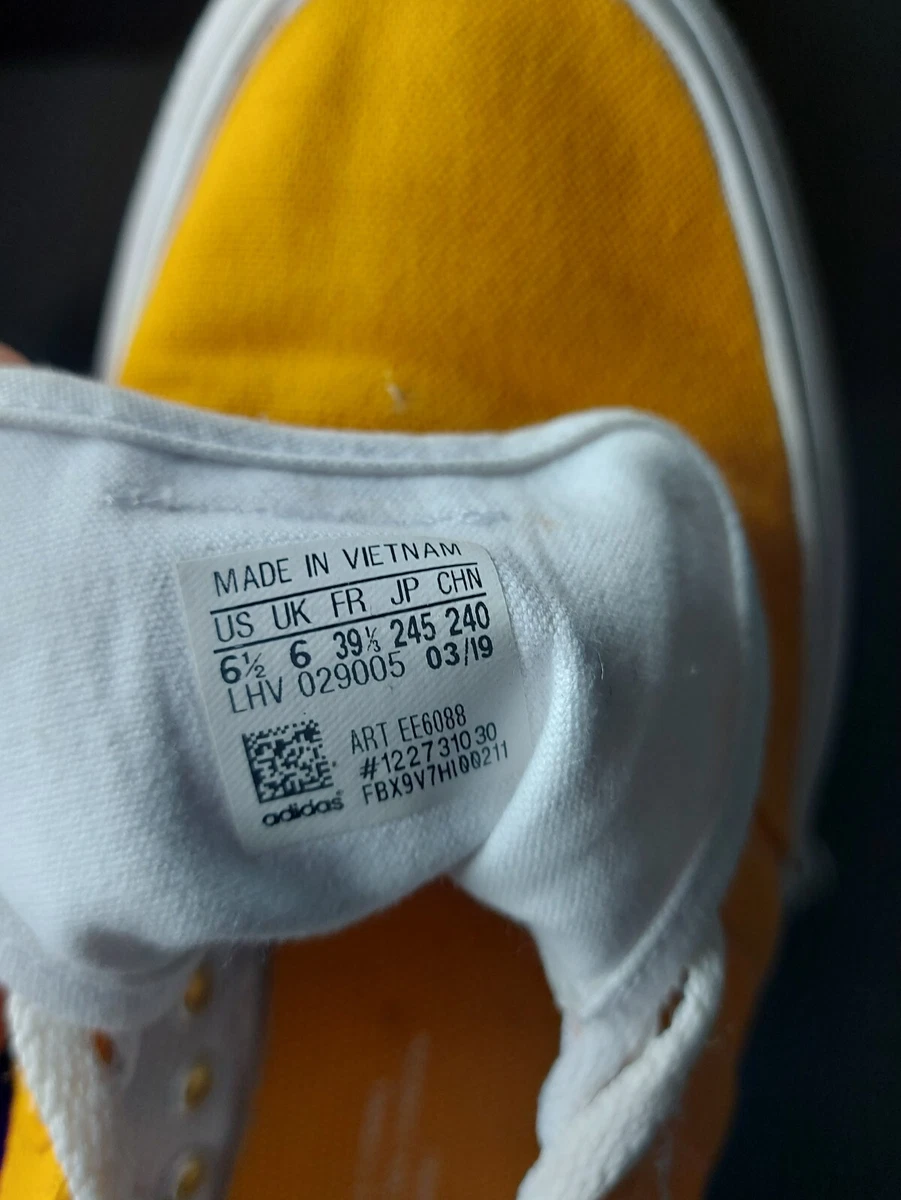 MADE IN VIETNAM
US UK FR JP CHN
6½ 6 39⅓ 245 240
LHV 029005 03/19
ART EE6088
#122731030
FBX9V7HI00211
adidas